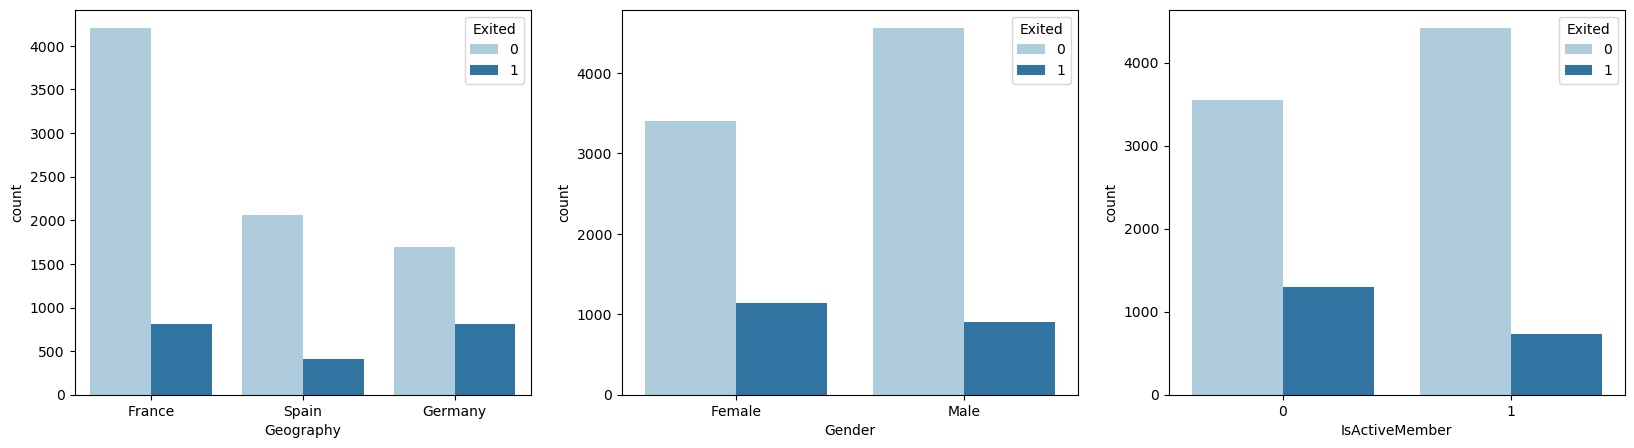 Exited
0
1
4000
3500
3000
2500
2000
1500
1000
500
0
count
France Spain Germany
Geography
Exited
0
1
4000
3000
2000
1000
0
count
Female Male
Gender
Exited
0
1
4000
3000
2000
1000
0
count
0 1
IsActiveMember